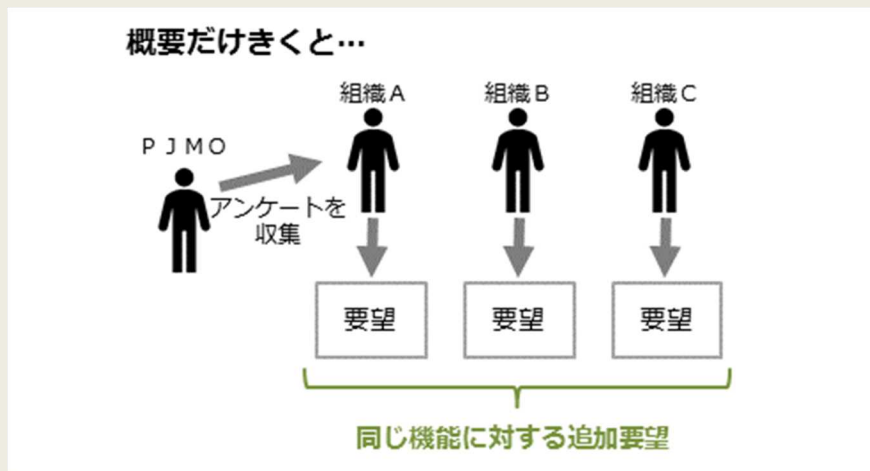 概要だけきくと…
組織A 組織B 組織C
PJMO
アンケートを
収集
要望 要望 要望
同じ機能に対する追加要望